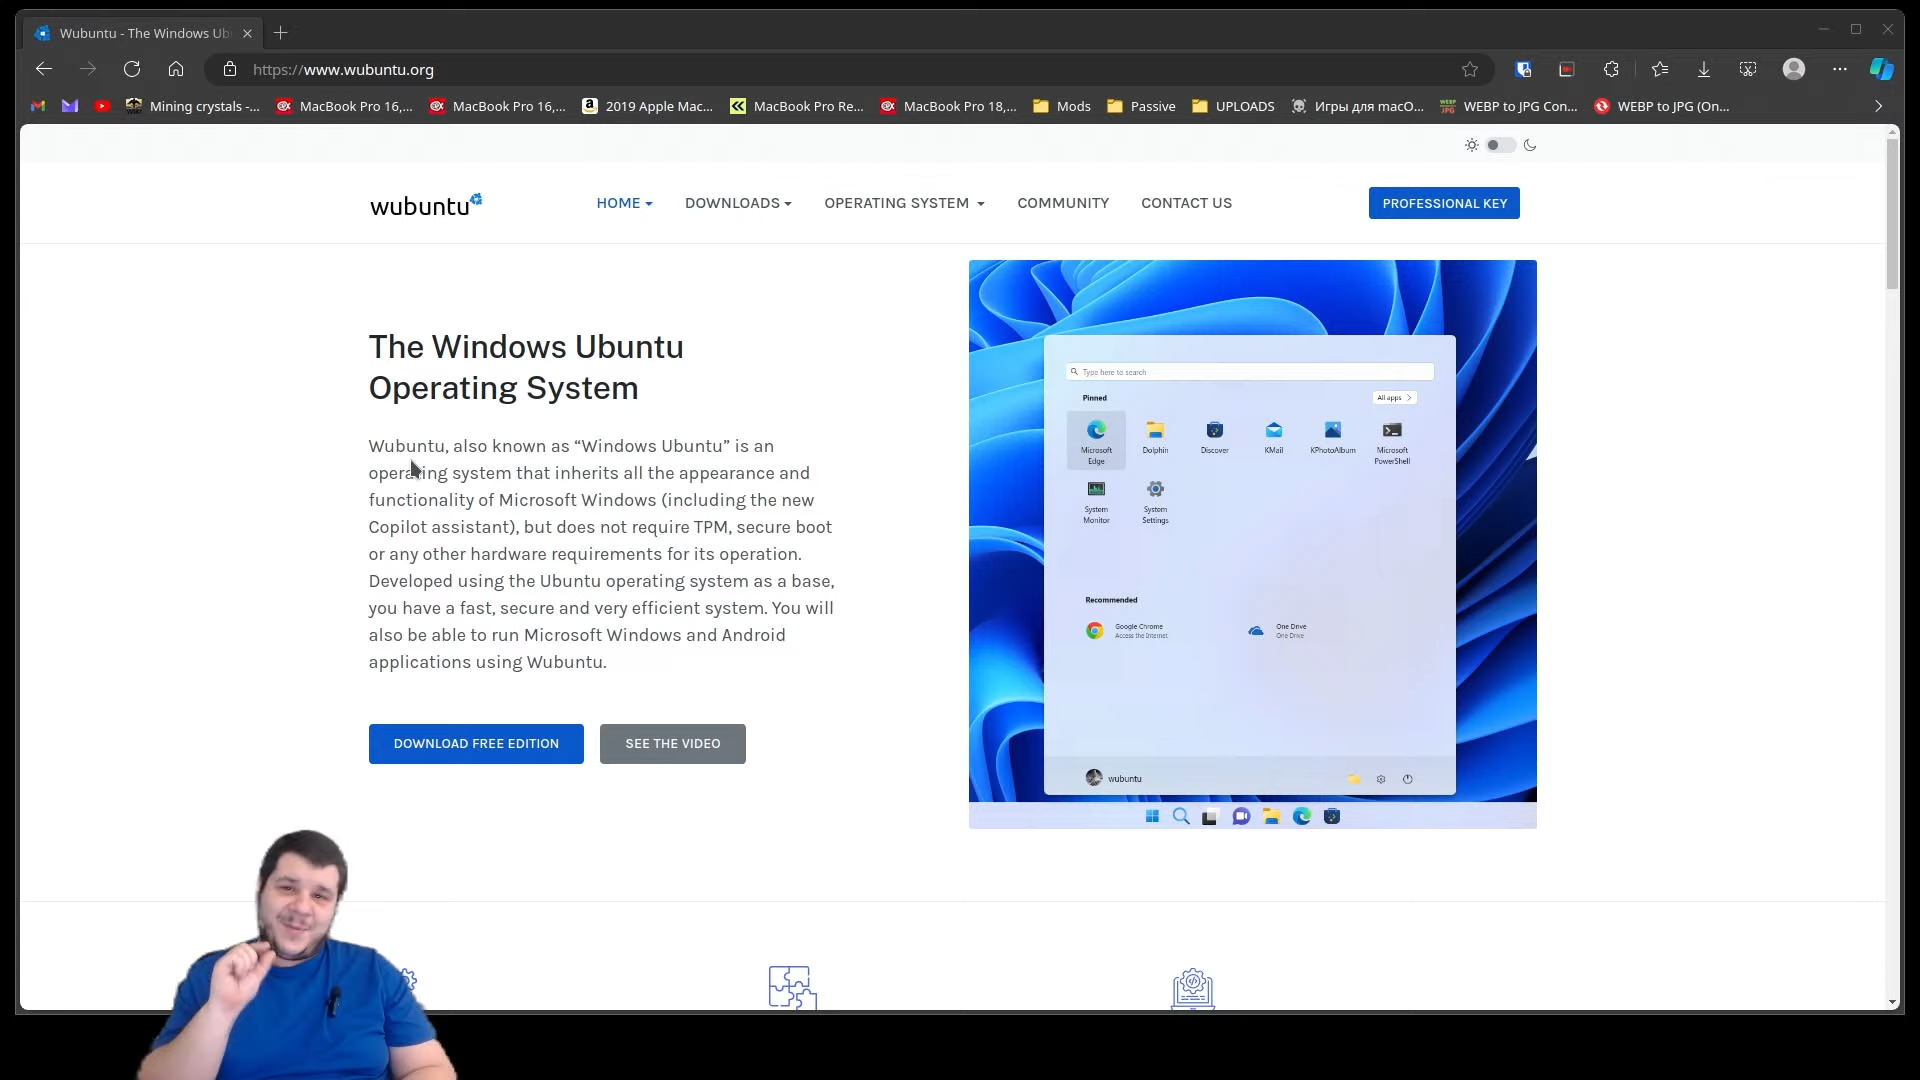 Wubuntu - The Windows Ub
https://www.wubuntu.org
Mining crystals -...
MacBook Pro 16,...
MacBook Pro 16,...
2019 Apple Mac...
MacBook Pro Re...
MacBook Pro 18,...
Mods
Passive
UPLOADS
Игры для macO...
WEBP to JPG Con...
WEBP to JPG (On...
wubuntu
HOME
DOWNLOADS
OPERATING SYSTEM
COMMUNITY
CONTACT US
PROFESSIONAL KEY
The Windows Ubuntu
Operating System
Wubuntu, also known as “Windows Ubuntu” is an
operating system that inherits all the appearance and
functionality of Microsoft Windows (including the new
Copilot assistant), but does not require TPM, secure boot
or any other hardware requirements for its operation.
Developed using the Ubuntu operating system as a base,
you have a fast, secure and very efficient system. You will
also be able to run Microsoft Windows and Android
applications using Wubuntu.
DOWNLOAD FREE EDITION
SEE THE VIDEO
Type here to search
Pinned
All apps
Microsoft
Edge
Dolphin
Discover
KMail
KPhotoAlbum
Microsoft
PowerShell
System
Monitor
System
Settings
Recommended
Google Chrome
Access the Internet
One Drive
One Drive
wubuntu